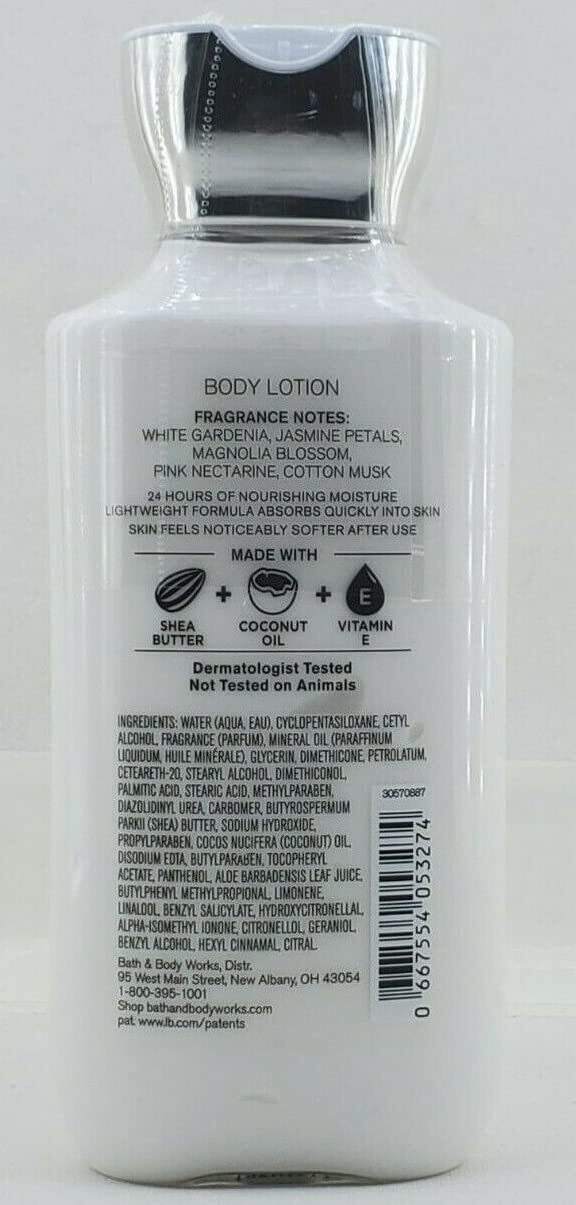 BODY LOTION
FRAGRANCE NOTES:
WHITE GARDENIA, JASMINE PETALS,
MAGNOLIA BLOSSOM,
PINK NECTARINE, COTTON MUSK
24 HOURS OF NOURISHING MOISTURE
LIGHTWEIGHT FORMULA ABSORBS QUICKLY INTO SKIN
SKIN FEELS NOTICEABLY SOFTER AFTER USE
MADE WITH
E
SHEA BUTTER + COCONUT OIL + VITAMIN E
Dermatologist Tested
Not Tested on Animals
INGREDIENTS: WATER (AQUA, EAU), CYCLOPENTASILOXANE, CETYL
ALCOHOL, FRAGRANCE (PARFUM), MINERAL OIL (PARAFFINUM
LIQUIDUM, HUILE MINÉRALE), GLYCERIN, DIMETHICONE, PETROLATUM,
CETEARETH-20, STEARYL ALCOHOL, DIMETHICONOL,
PALMITIC ACID, STEARIC ACID, METHYLPARABEN,
DIAZOLIDINYL UREA, CARBOMER, BUTYROSPERMUM
PARKII (SHEA) BUTTER, SODIUM HYDROXIDE,
PROPYLPARABEN, COCOS NUCIFERA (COCONUT) OIL,
DISODIUM EDTA, BUTYLPARABEN, TOCOPHERYL
ACETATE, PANTHENOL, ALOE BARBADENSIS LEAF JUICE,
BUTYLPHENYL METHYLPROPIONAL, LIMONENE,
LINALOOL, BENZYL SALICYLATE, HYDROXYCITRONELLAL,
ALPHA-ISOMETHYL IONONE, CITRONELLOL, GERANIOL,
BENZYL ALCOHOL, HEXYL CINNAMAL, CITRAL.
Bath & Body Works, Distr.
95 West Main Street, New Albany, OH 43054
1-800-395-1001
Shop bathandbodyworks.com
pat. www.lb.com/patents
30570887
0 667554 053274